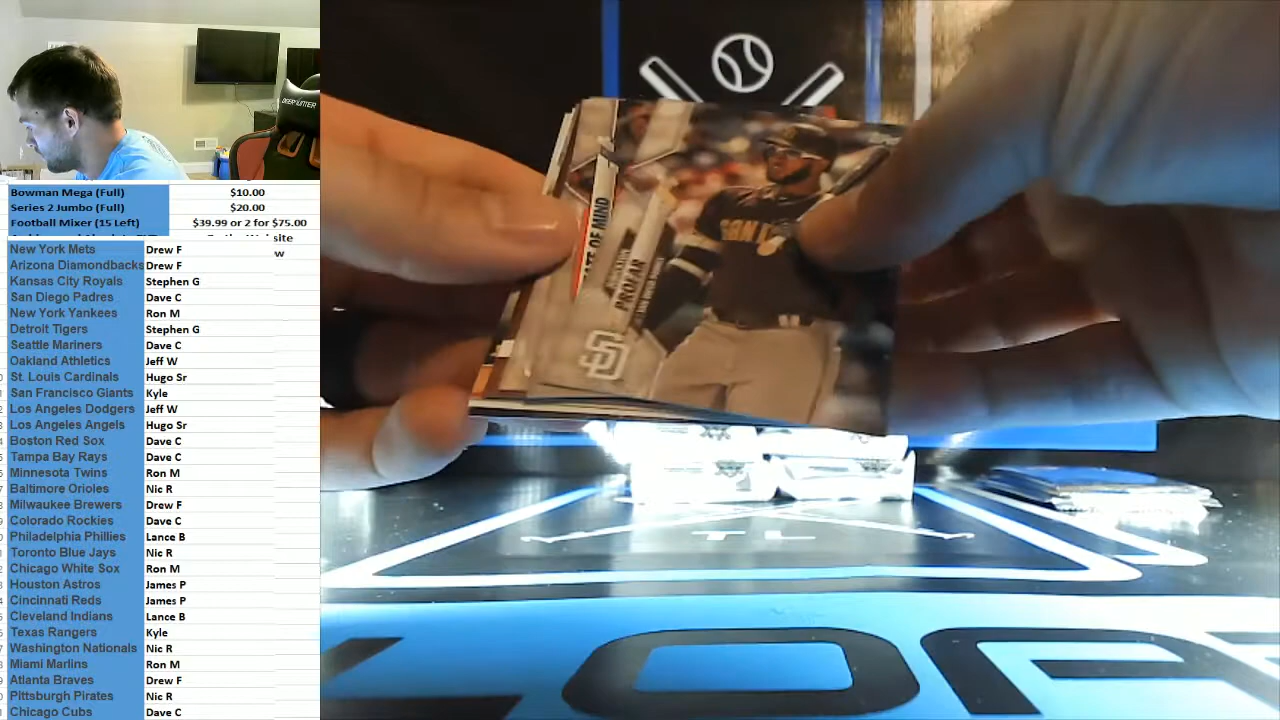 Bowman Mega (Full) $10.00
Series 2 Jumbo (Full) $20.00
Football Mixer (15 Left) $39.99 or 2 for $75.00
New York Mets Drew F
Arizona Diamondbacks Drew F
Kansas City Royals Stephen G
San Diego Padres Dave C
New York Yankees Ron M
Detroit Tigers Stephen G
Seattle Mariners Dave C
Oakland Athletics Jeff W
St. Louis Cardinals Hugo Sr
San Francisco Giants Kyle
Los Angeles Dodgers Jeff W
Los Angeles Angels Hugo Sr
Boston Red Sox Dave C
Tampa Bay Rays Dave C
Minnesota Twins Ron M
Baltimore Orioles Nic R
Milwaukee Brewers Drew F
Colorado Rockies Dave C
Philadelphia Phillies Lance B
Toronto Blue Jays Nic R
Chicago White Sox Ron M
Houston Astros James P
Cincinnati Reds James P
Cleveland Indians Lance B
Texas Rangers Kyle
Washington Nationals Nic R
Miami Marlins Ron M
Atlanta Braves Drew F
Pittsburgh Pirates Nic R
Chicago Cubs Dave C
OF MIND
PROFAR
SD
SAN
TL